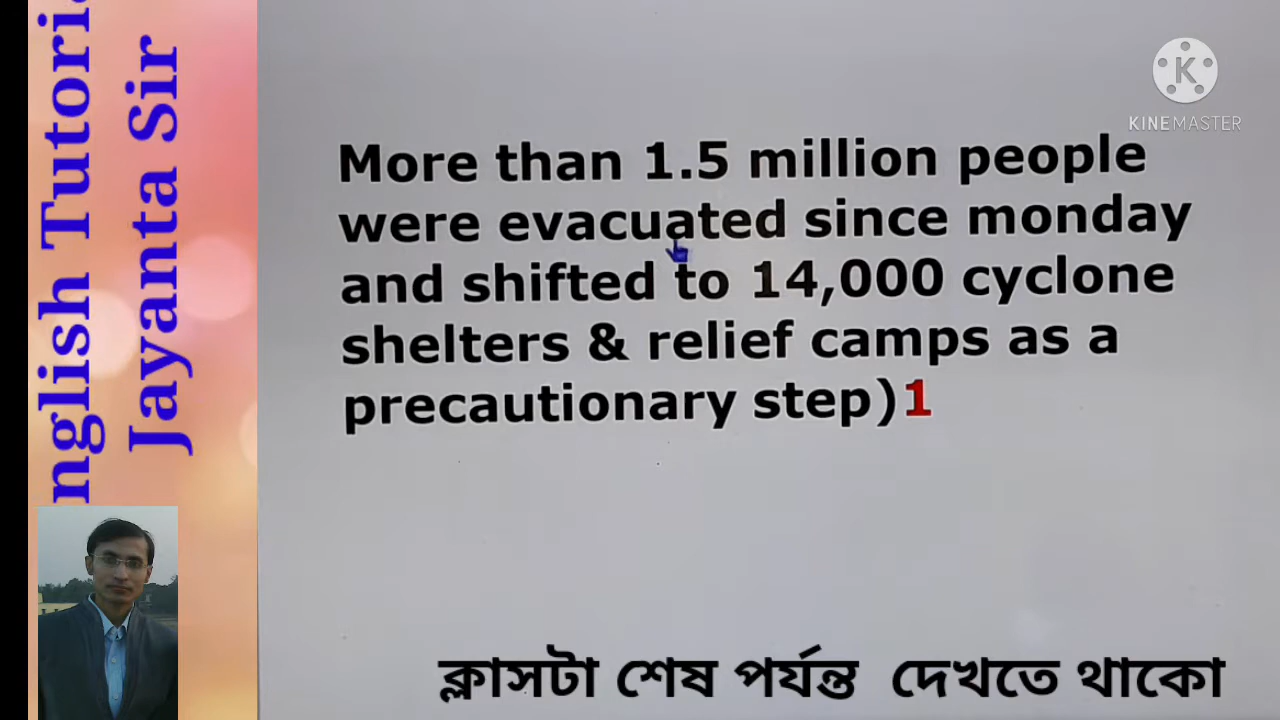 nglish Tutoria
Jayanta Sir
KINEMASTER
More than 1.5 million people
were evacuated since monday
and shifted to 14,000 cyclone
shelters & relief camps as a
precautionary step)1
ক্লাসটা শেষ পর্যন্ত দেখতে থাকো